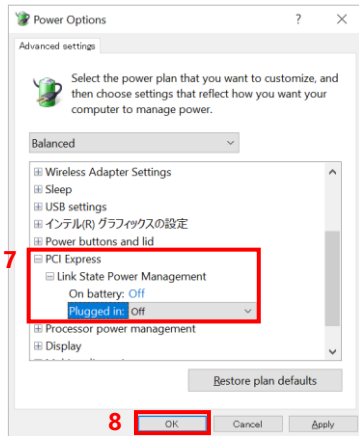 Power Options
Advanced settings
Select the power plan that you want to customize, and
then choose settings that reflect how you want your
computer to manage power.
Balanced
Wireless Adapter Settings
Sleep
USB settings
インテル(R) グラフィックスの設定
Power buttons and lid
7
PCI Express
Link State Power Management
On battery: Off
Plugged in: Off
Processor power management
Display
Restore plan defaults
8
OK
Cancel
Apply